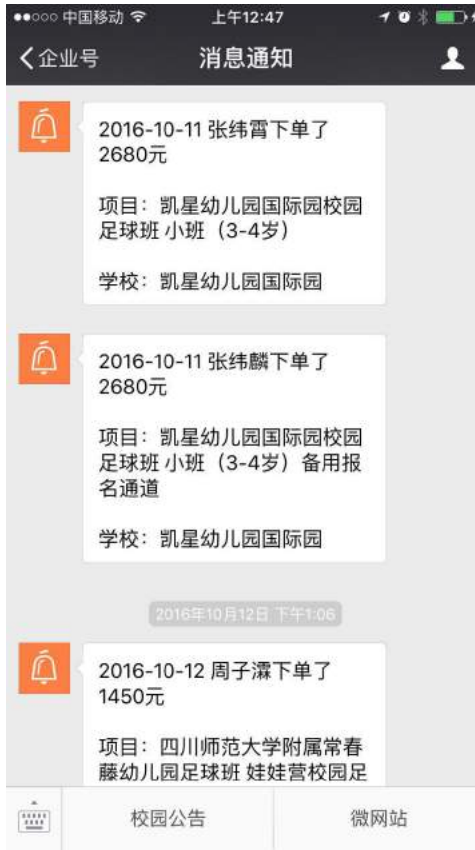 中国移动 上午12:47
企业号 消息通知
2016-10-11 张纬霄下单了
2680元
项目：凯星幼儿园国际园校园
足球班 小班（3-4岁）
学校：凯星幼儿园国际园
2016-10-11 张纬麟下单了
2680元
项目：凯星幼儿园国际园校园
足球班 小班（3-4岁）备用报
名通道
学校：凯星幼儿园国际园
2016年10月12日 下午1:06
2016-10-12 周子潆下单了
1450元
项目：四川师范大学附属常春
藤幼儿园足球班 娃娃营校园足
校园公告 微网站